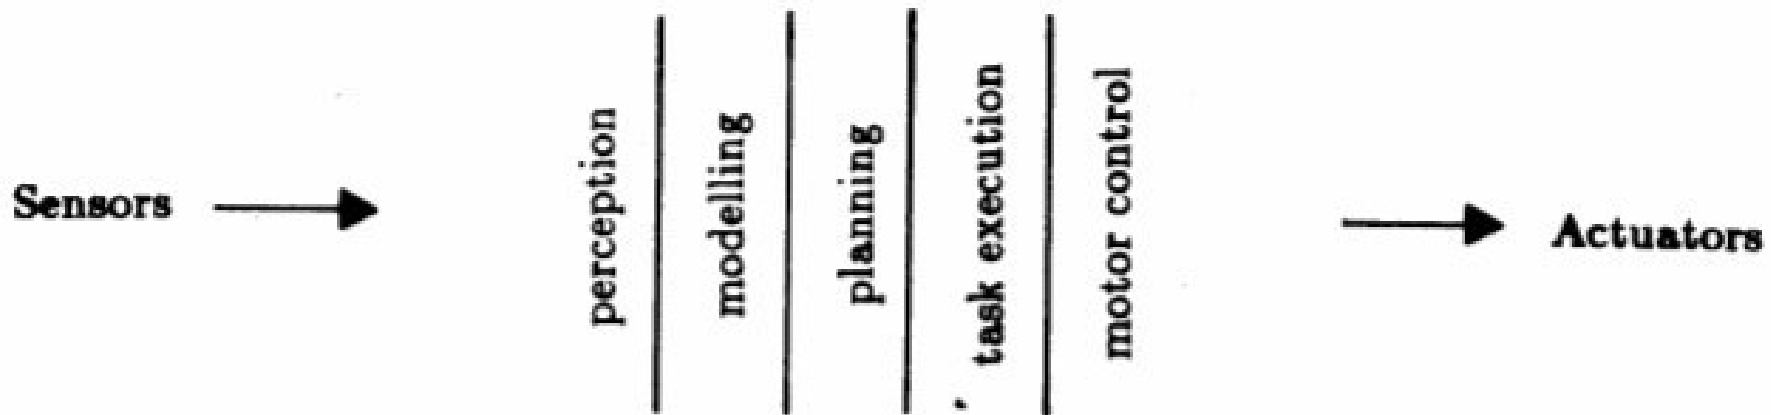 Sensors
perception
modelling
planning
task execution
motor control
Actuators